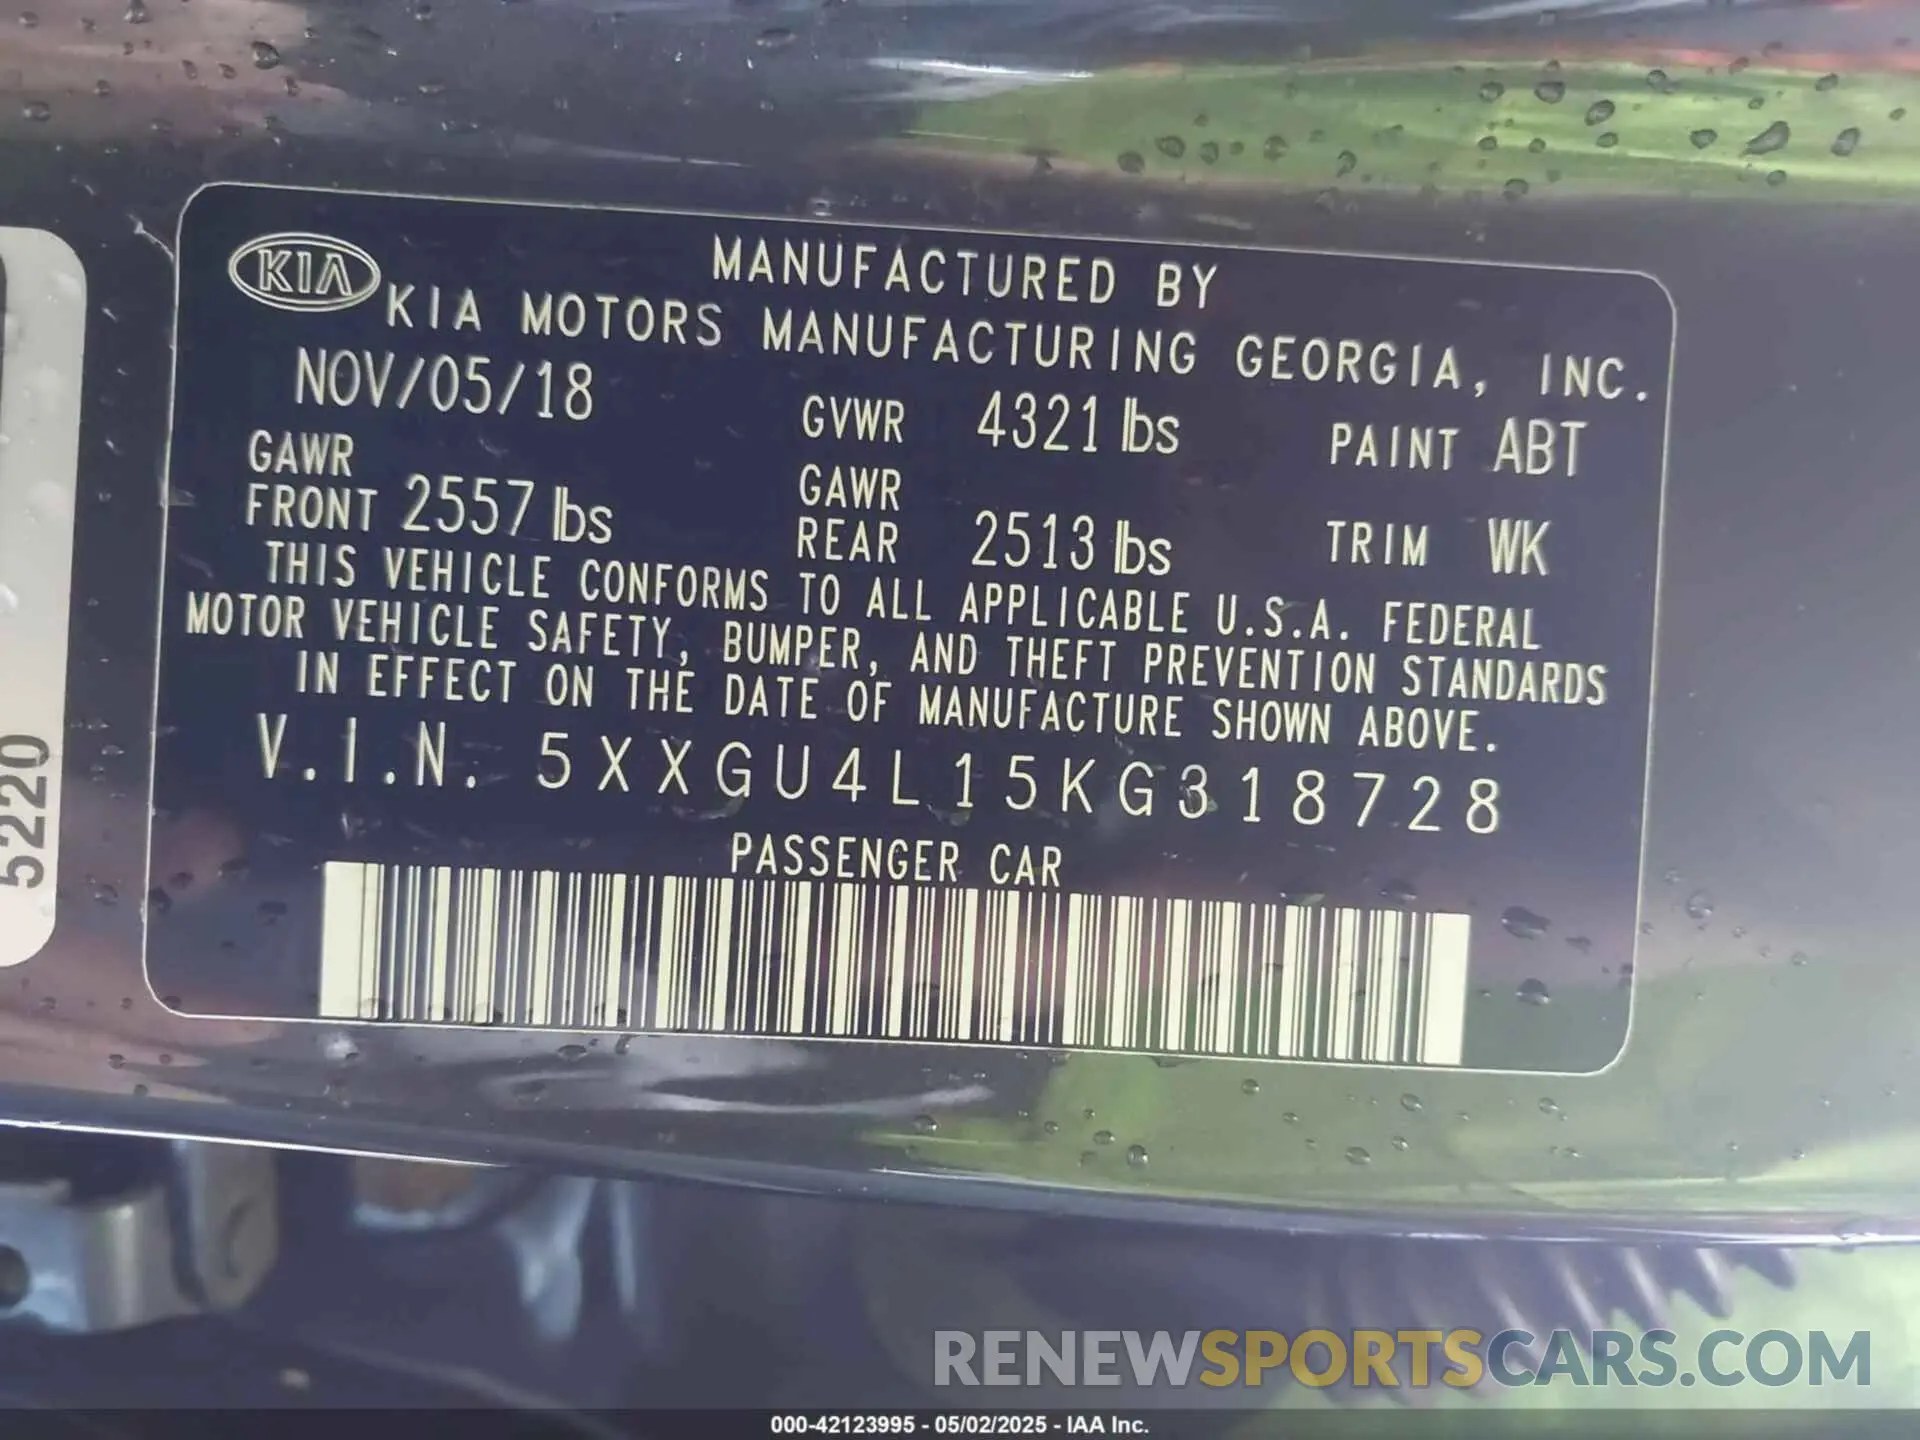 MANUFACTURED BY
KIA
KIA MOTORS MANUFACTURING GEORGIA, INC.
NOV/05/18 GVWR 4321 lbs PAINT ABT
GAWR FRONT 2557 lbs GAWR REAR 2513 lbs TRIM WK
THIS VEHICLE CONFORMS TO ALL APPLICABLE U.S.A. FEDERAL
MOTOR VEHICLE SAFETY, BUMPER, AND THEFT PREVENTION STANDARDS
IN EFFECT ON THE DATE OF MANUFACTURE SHOWN ABOVE.
V.I.N. 5XXGU4L15KG318728
PASSENGER CAR
5220
RENEWSPORTSCARS.COM
000-42123995 - 05/02/2025 - IAA Inc.